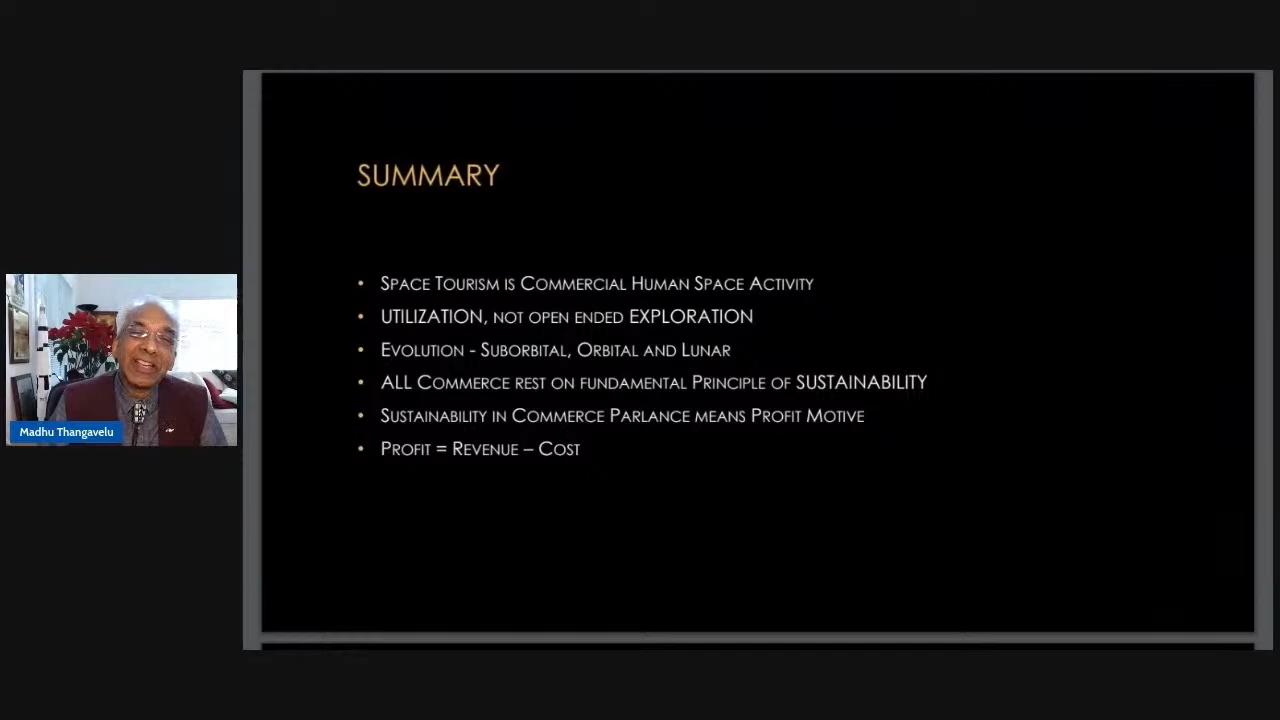 SUMMARY
• SPACE TOURISM IS COMMERCIAL HUMAN SPACE ACTIVITY
• UTILIZATION, NOT OPEN ENDED EXPLORATION
• EVOLUTION - SUBORBITAL, ORBITAL AND LUNAR
• ALL COMMERCE REST ON FUNDAMENTAL PRINCIPLE OF SUSTAINABILITY
• SUSTAINABILITY IN COMMERCE PARLANCE MEANS PROFIT MOTIVE
• PROFIT = REVENUE – COST
Madhu Thangavelu